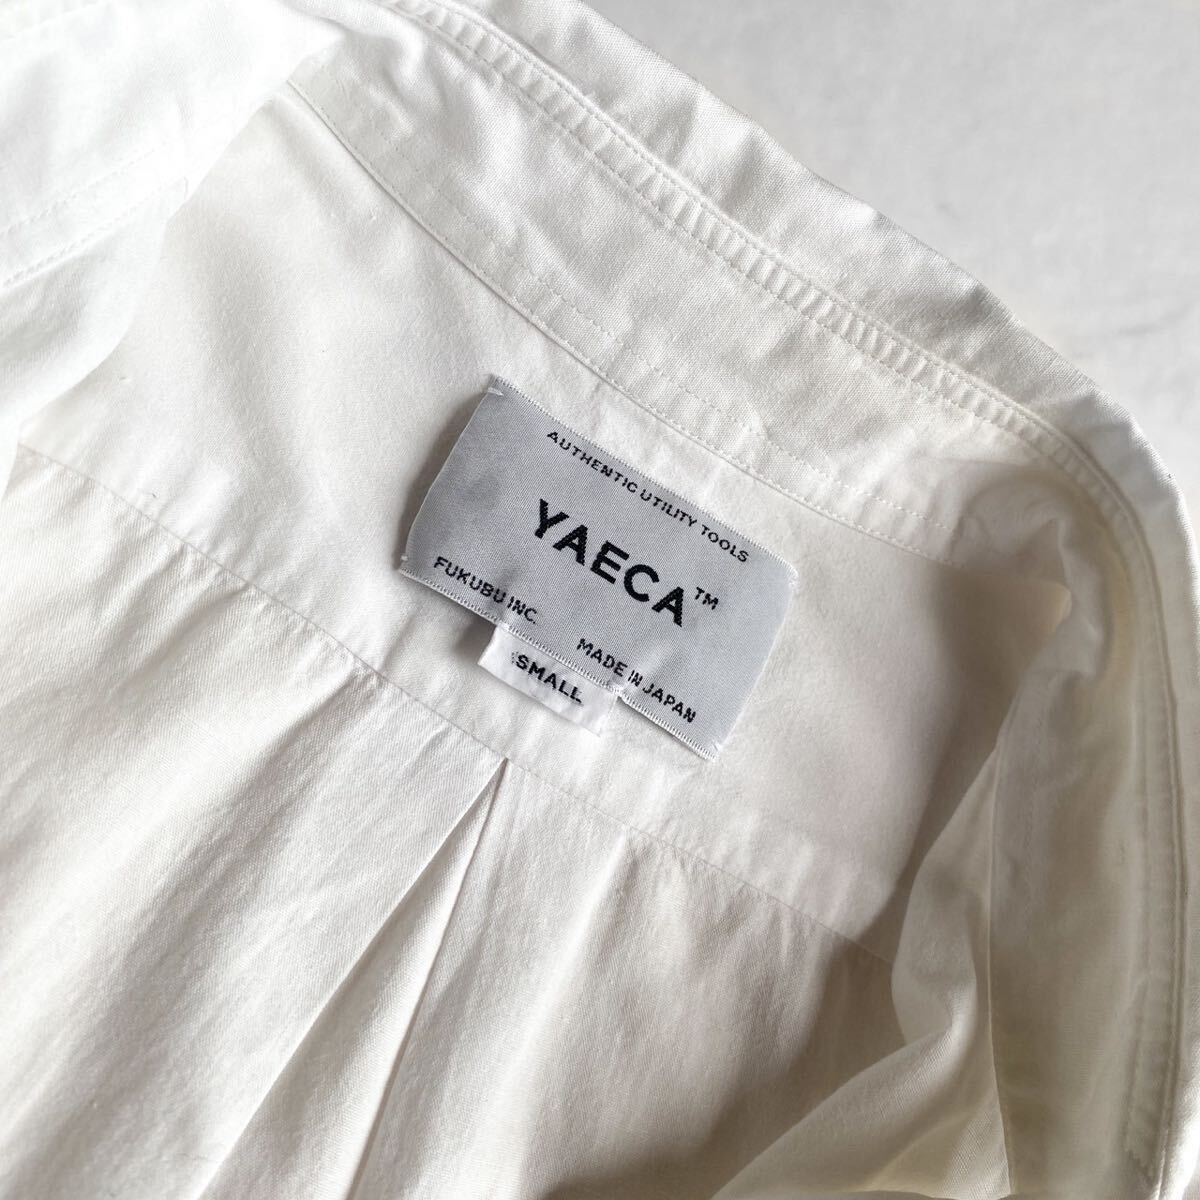 AUTHENTIC UTILITY TOOLS
YAECA™
FUKUBU INC.
MADE IN JAPAN
SMALL